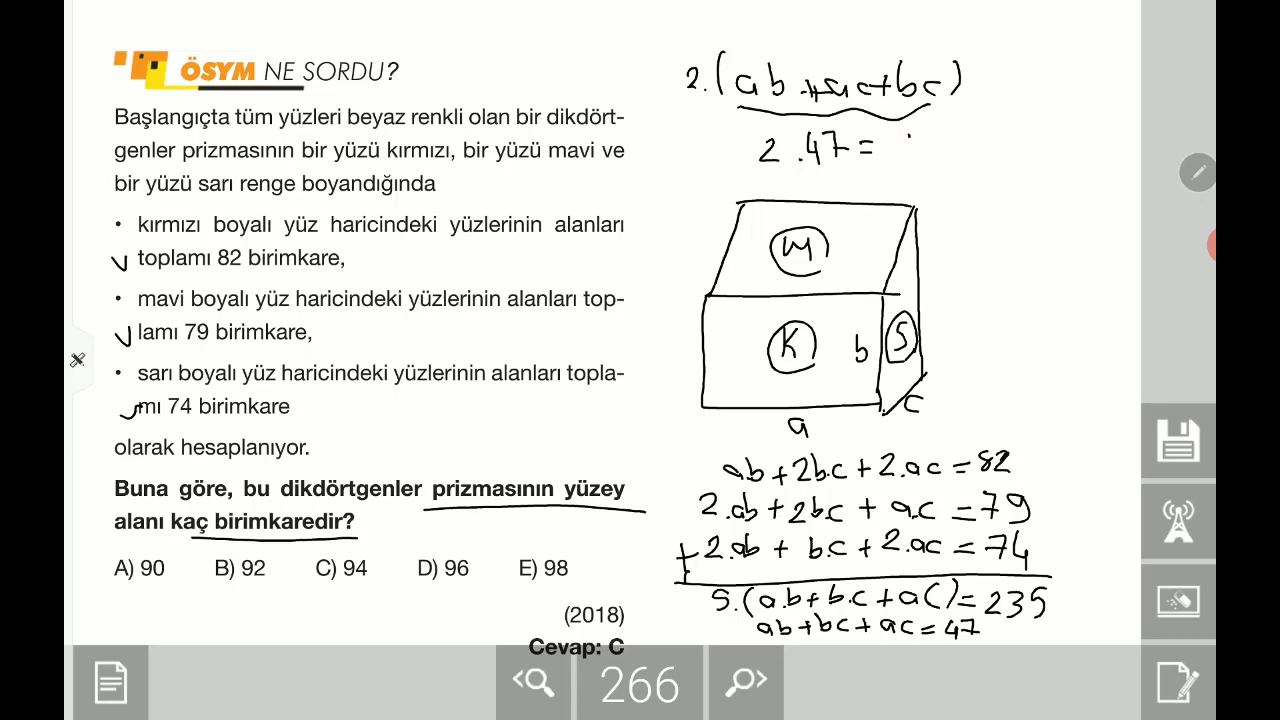 ÖSYM NE SORDU?
Başlangıçta tüm yüzleri beyaz renkli olan bir dikdört-
genler prizmasının bir yüzü kırmızı, bir yüzü mavi ve
bir yüzü sarı renge boyandığında
• kırmızı boyalı yüz haricindeki yüzlerinin alanları
toplamı 82 birimkare,
• mavi boyalı yüz haricindeki yüzlerinin alanları top-
lamı 79 birimkare,
• sarı boyalı yüz haricindeki yüzlerinin alanları topla-
mı 74 birimkare
olarak hesaplanıyor.
Buna göre, bu dikdörtgenler prizmasının yüzey
alanı kaç birimkaredir?
A) 90 B) 92 C) 94 D) 96 E) 98
(2018)
Cevap: C
2.(ab+ac+bc)
2.47=
M
K b S
c
a
ab+2bc+2.ac=82
2.ab+2bc+a.c=79
+2.ab+b.c+2.ac=74
5.(a.b+b.c+ac)=235
ab+bc+ac=47
266